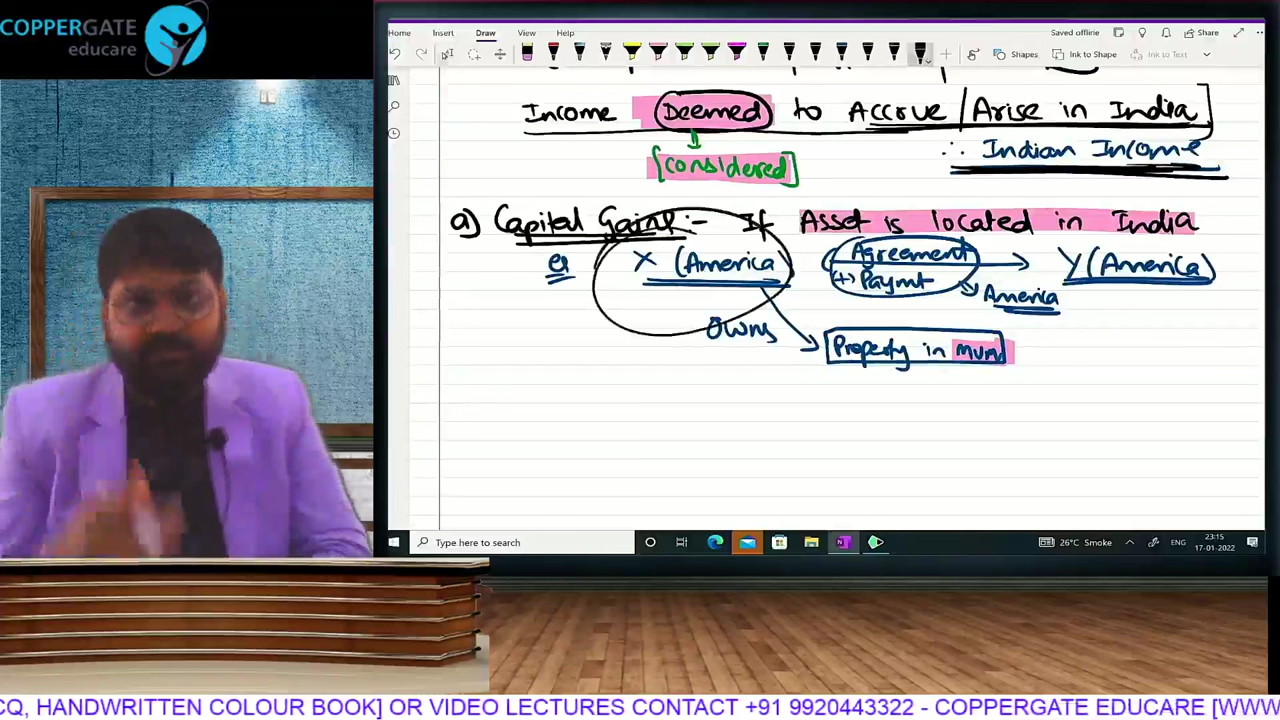 COPPERGATE
educare
Home Insert Draw View Help
Saved offline
Share
Shapes
Ink to Shape
Ink to Text
Income Deemed to Accrue / Arise in India
[considered]
∴ Indian Income
a) Capital Gains :- If Asset is located in India
eg X (America) Agreement (+) Paymt Y (America)
America
Owns
Property in mum
Type here to search
26°C Smoke
ENG
23:15
17-01-2022
CQ, HANDWRITTEN COLOUR BOOK] OR VIDEO LECTURES CONTACT +91 9920443322 - COPPERGATE EDUCARE [WWW